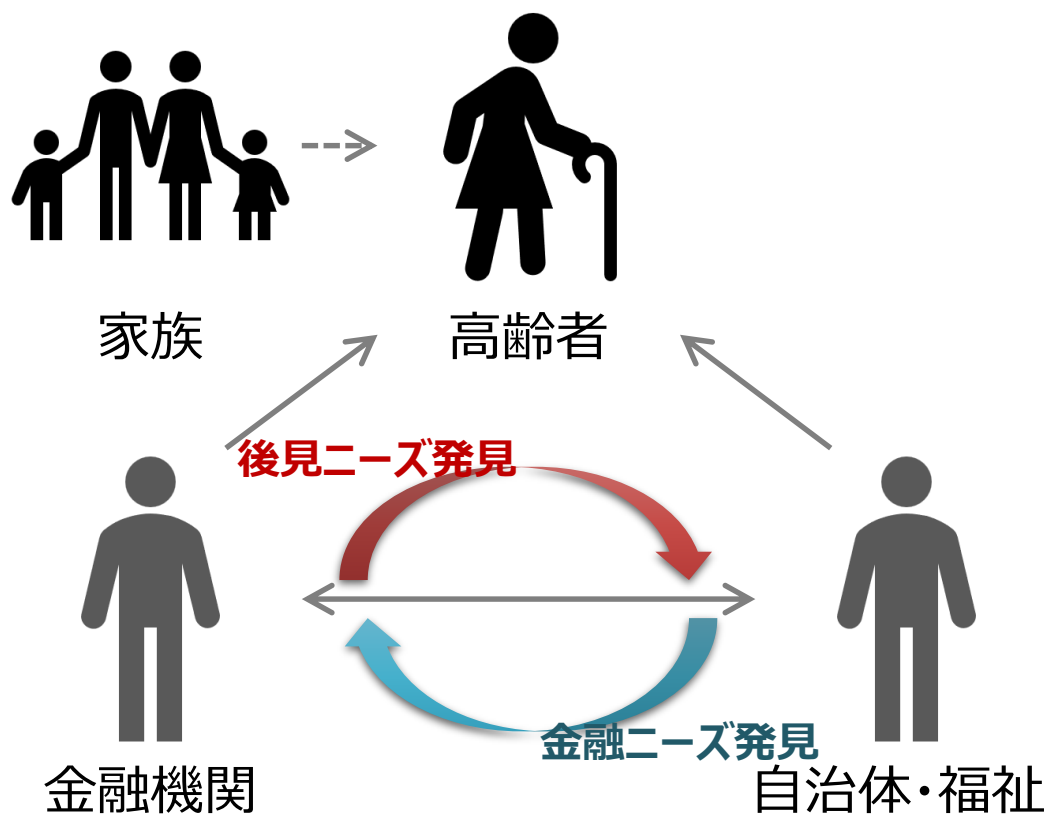 家族
高齢者
後見ニーズ発見
金融ニーズ発見
金融機関
自治体・福祉